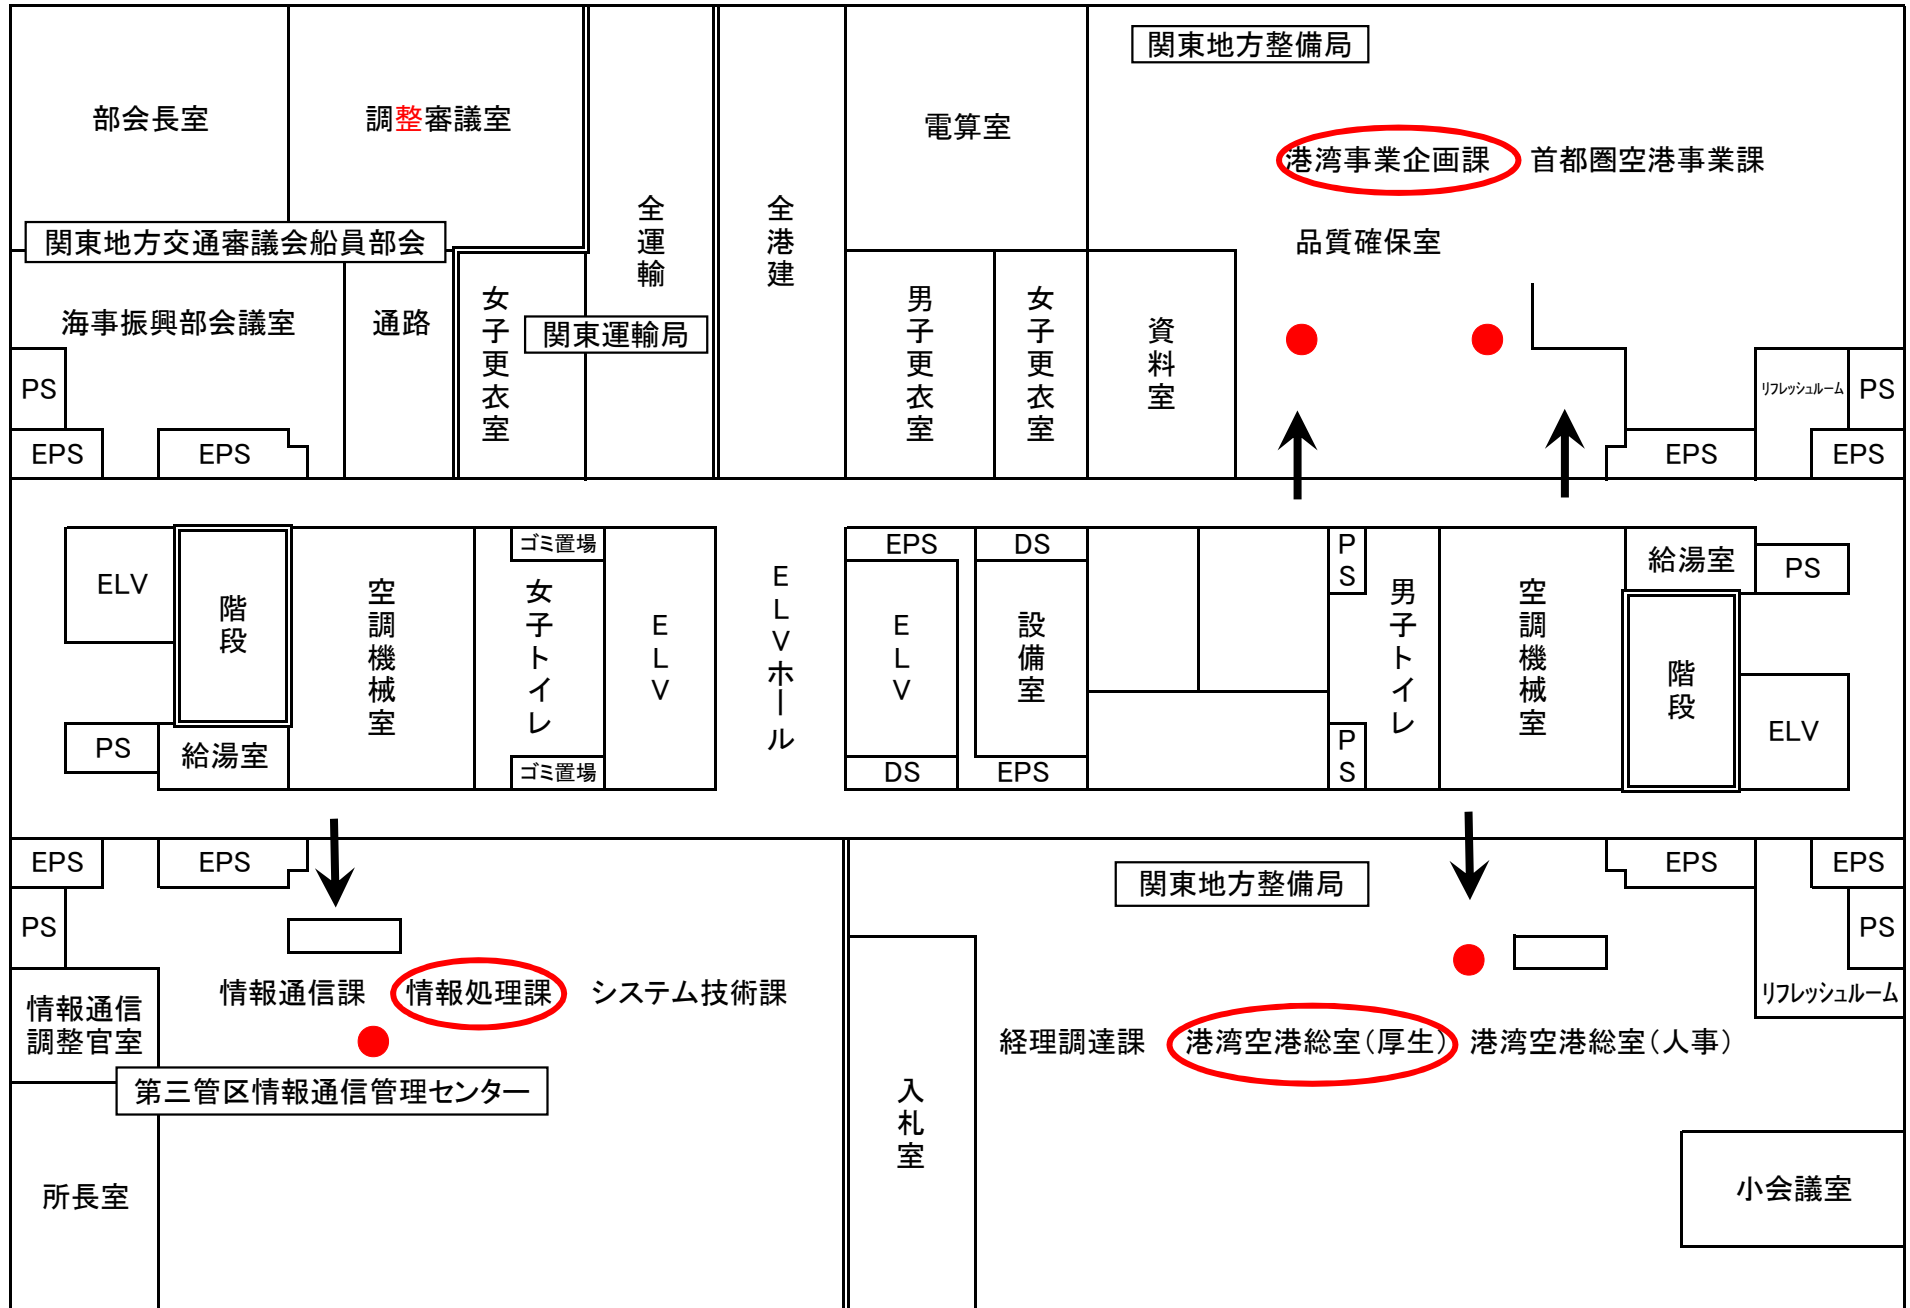 関東地方整備局
部会長室
調整審議室
電算室
港湾事業企画課
首都圏空港事業課
全運輸
全港建
関東地方交通審議会船員部会
品質確保室
海事振興部会議室
通路
女子更衣室
関東運輸局
男子更衣室
女子更衣室
資料室
PS
リフレッシュルーム
PS
EPS
EPS
EPS
EPS
ELV
階段
空調機械室
女子トイレ
ゴミ置場
ELV
ELVホール
EPS
DS
ELV
設備室
PS
男子トイレ
空調機械室
給湯室
PS
階段
ELV
PS
給湯室
ゴミ置場
DS
EPS
PS
EPS
EPS
関東地方整備局
EPS
EPS
PS
PS
情報通信課
情報処理課
システム技術課
リフレッシュルーム
情報通信
調整官室
経理調達課
港湾空港総室(厚生)
港湾空港総室(人事)
第三管区情報通信管理センター
入札室
所長室
小会議室